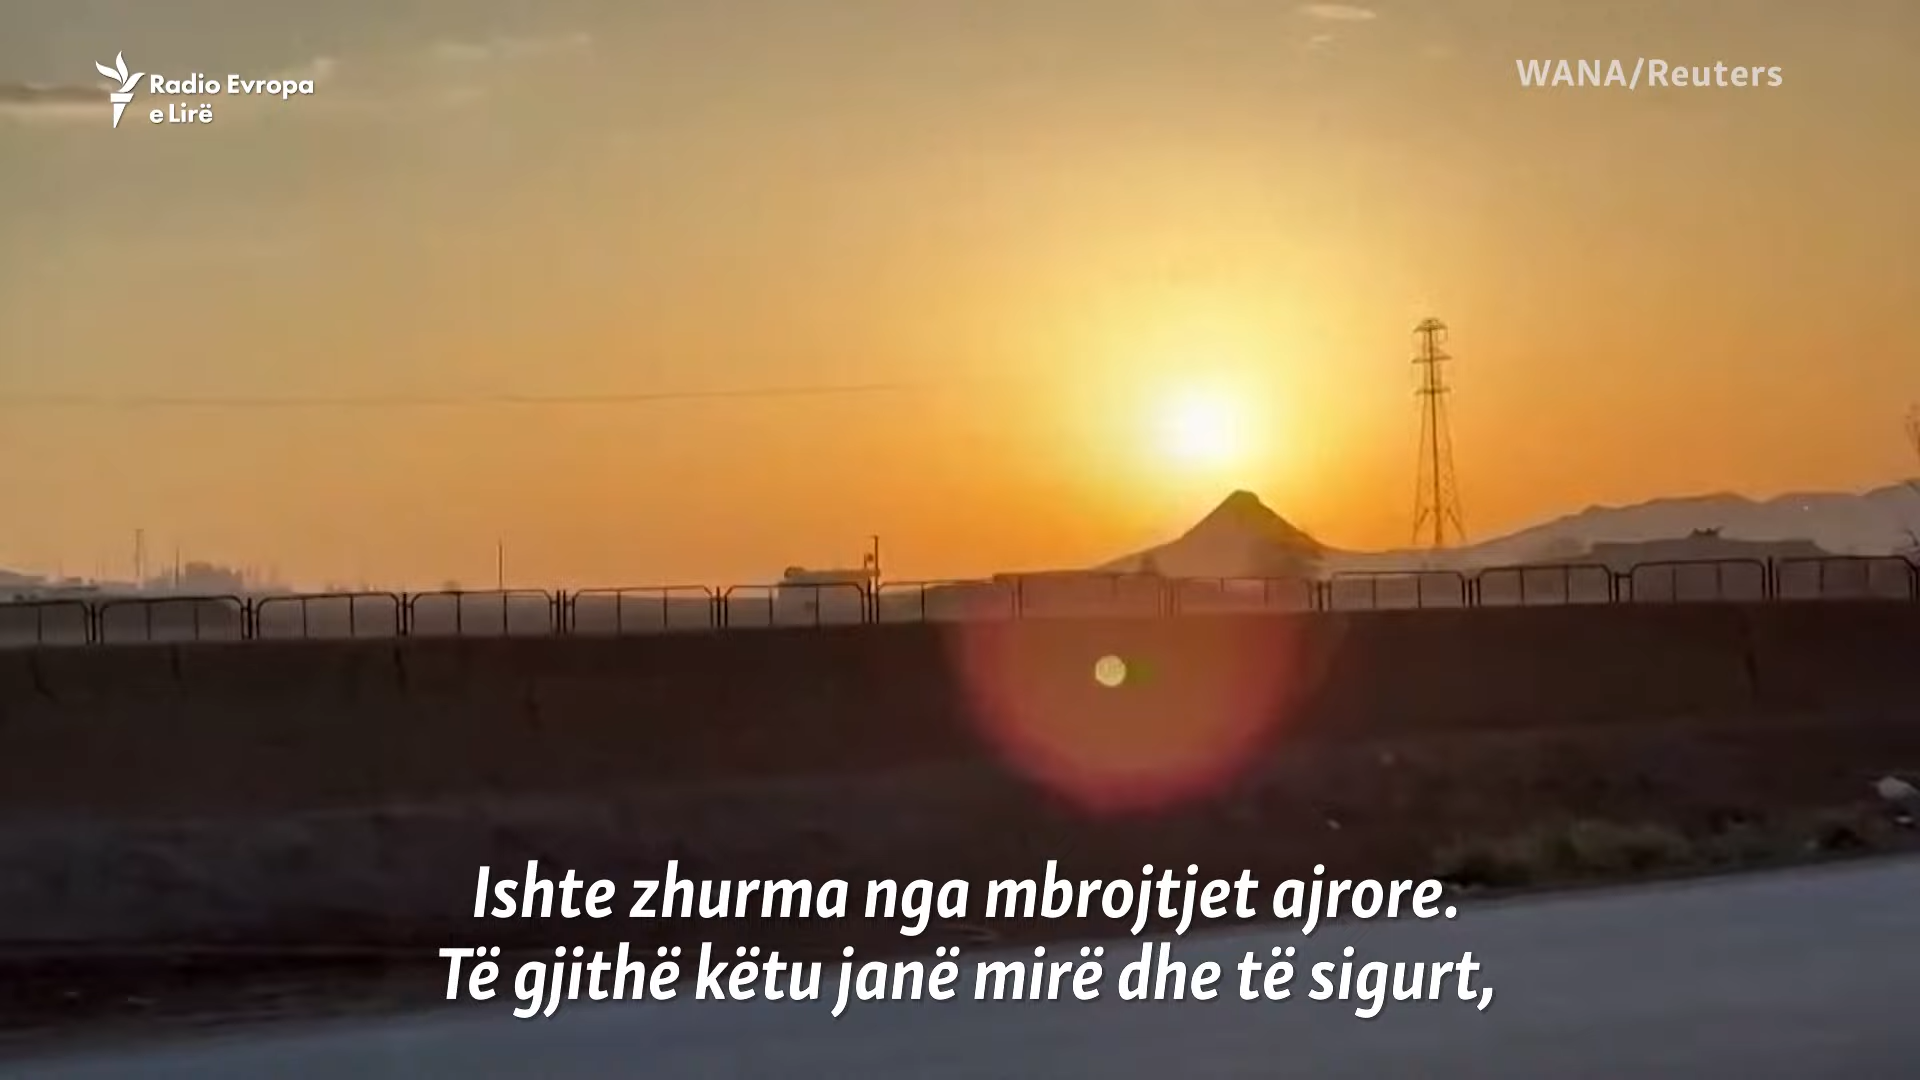 Radio Evropa
e Lirë
WANA/Reuters
Ishte zhurma nga mbrojtjet ajrore.
Të gjithë këtu janë mirë dhe të sigurt,